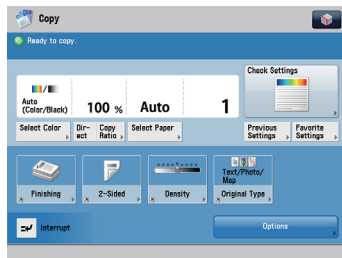 Copy
Ready to copy.
Check Settings
Auto
(Color/Black)
100 %
Auto
1
Select Color
Dir-
ect
Copy
Ratio
Select Paper
Previous
Settings
Favorite
Settings
Finishing
2-Sided
Density
Text/Photo/
Map
Original Type
Interrupt
Options